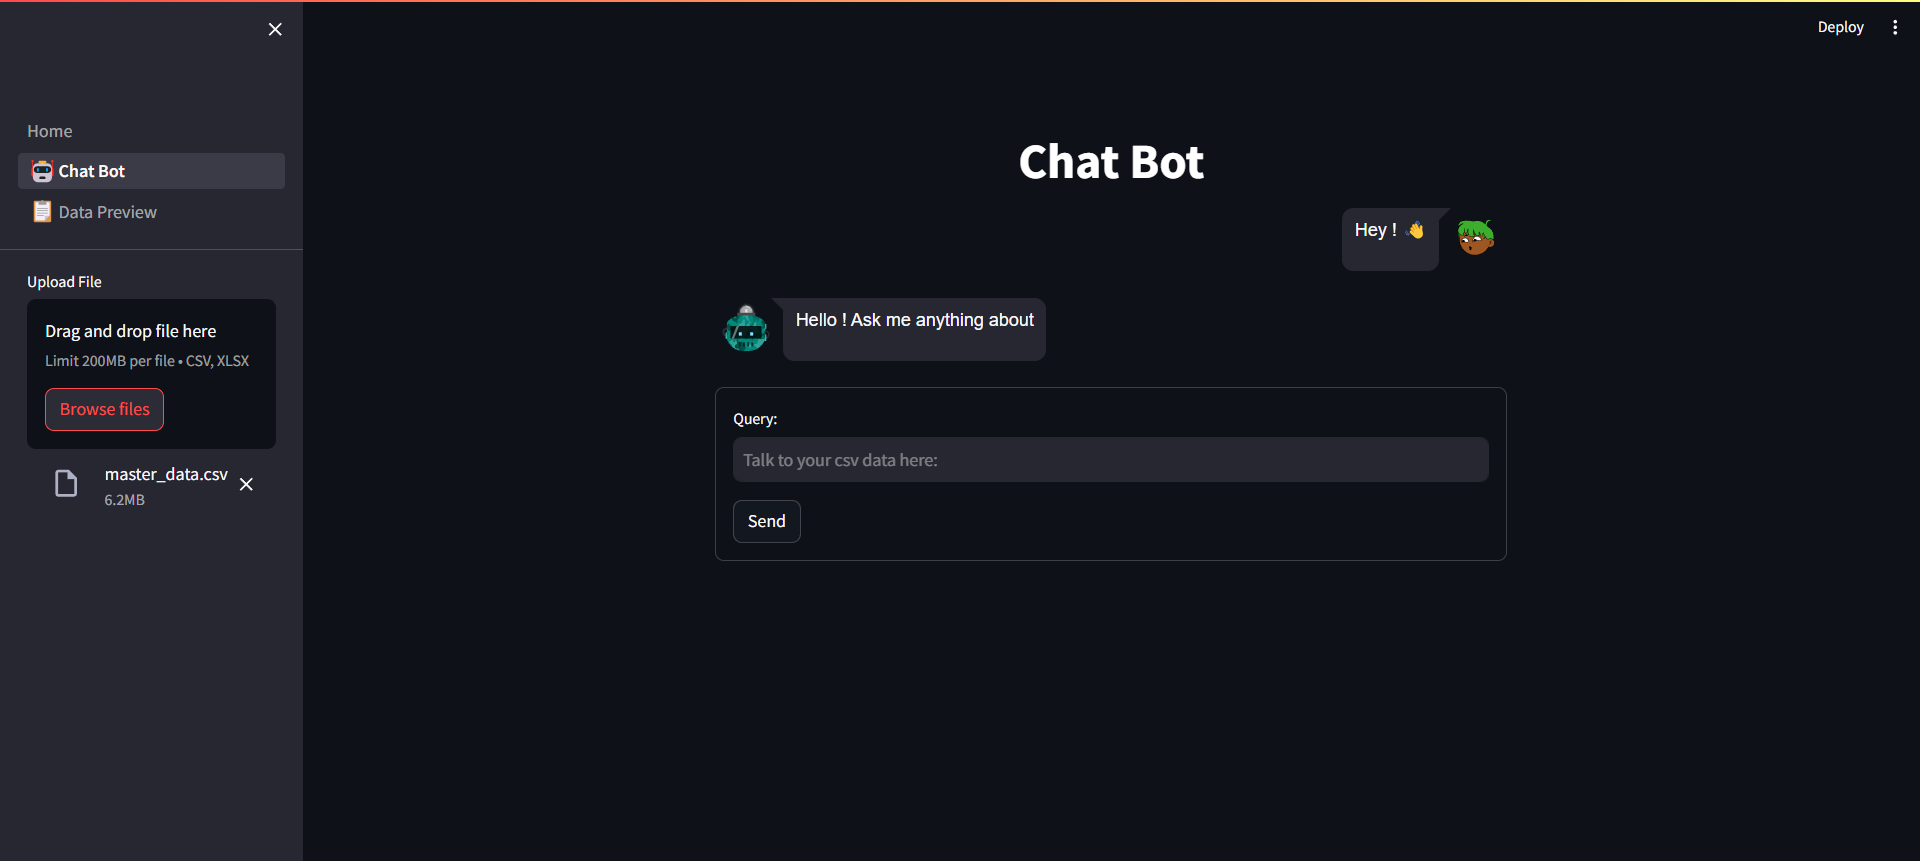 Deploy
Home
Chat Bot
Data Preview
Upload File
Drag and drop file here
Limit 200MB per file • CSV, XLSX
Browse files
master_data.csv
6.2MB
Chat Bot
Hey ! 👋
Hello ! Ask me anything about
Query:
Talk to your csv data here:
Send